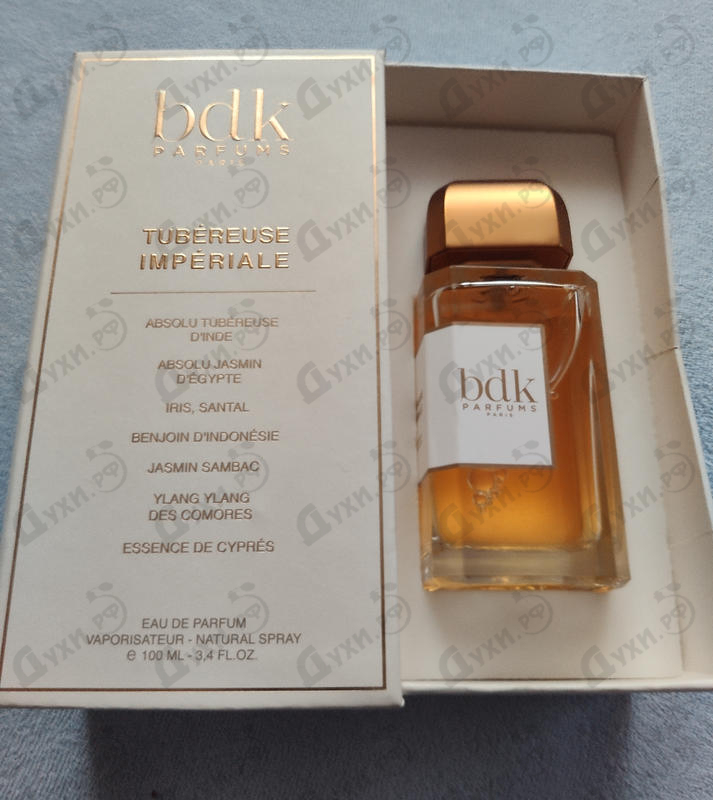 bdk
PARFUMS
PARIS
TUBÉREUSE
IMPÉRIALE
ABSOLU TUBÉREUSE
D'INDE
ABSOLU JASMIN
D'ÉGYPTE
IRIS, SANTAL
BENJOIN D'INDONÉSIE
JASMIN SAMBAC
YLANG YLANG
DES COMORES
ESSENCE DE CYPRÉS
EAU DE PARFUM
VAPORISATEUR - NATURAL SPRAY
℮ 100 ML - 3,4 FL.OZ.
bdk
PARFUMS
PARIS
Духи.РФ